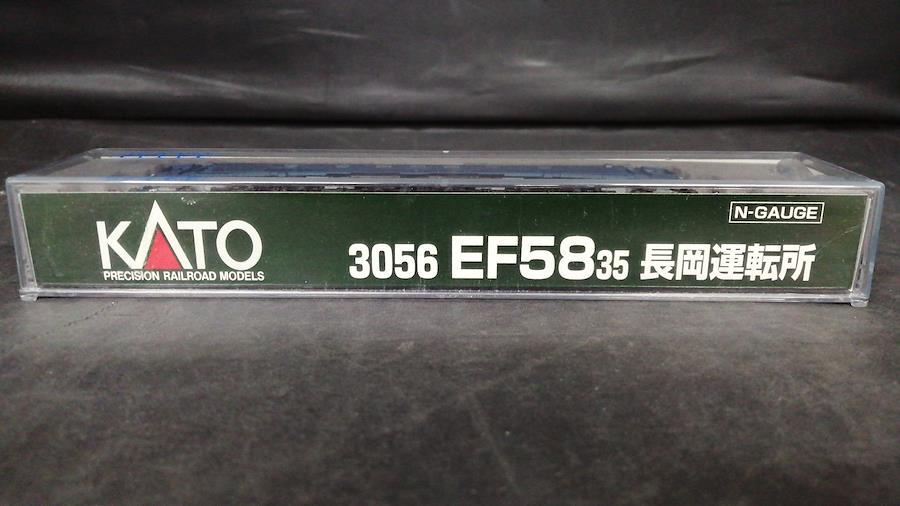 N-GAUGE
KATO
PRECISION RAILROAD MODELS
3056 EF58 35 長岡運転所